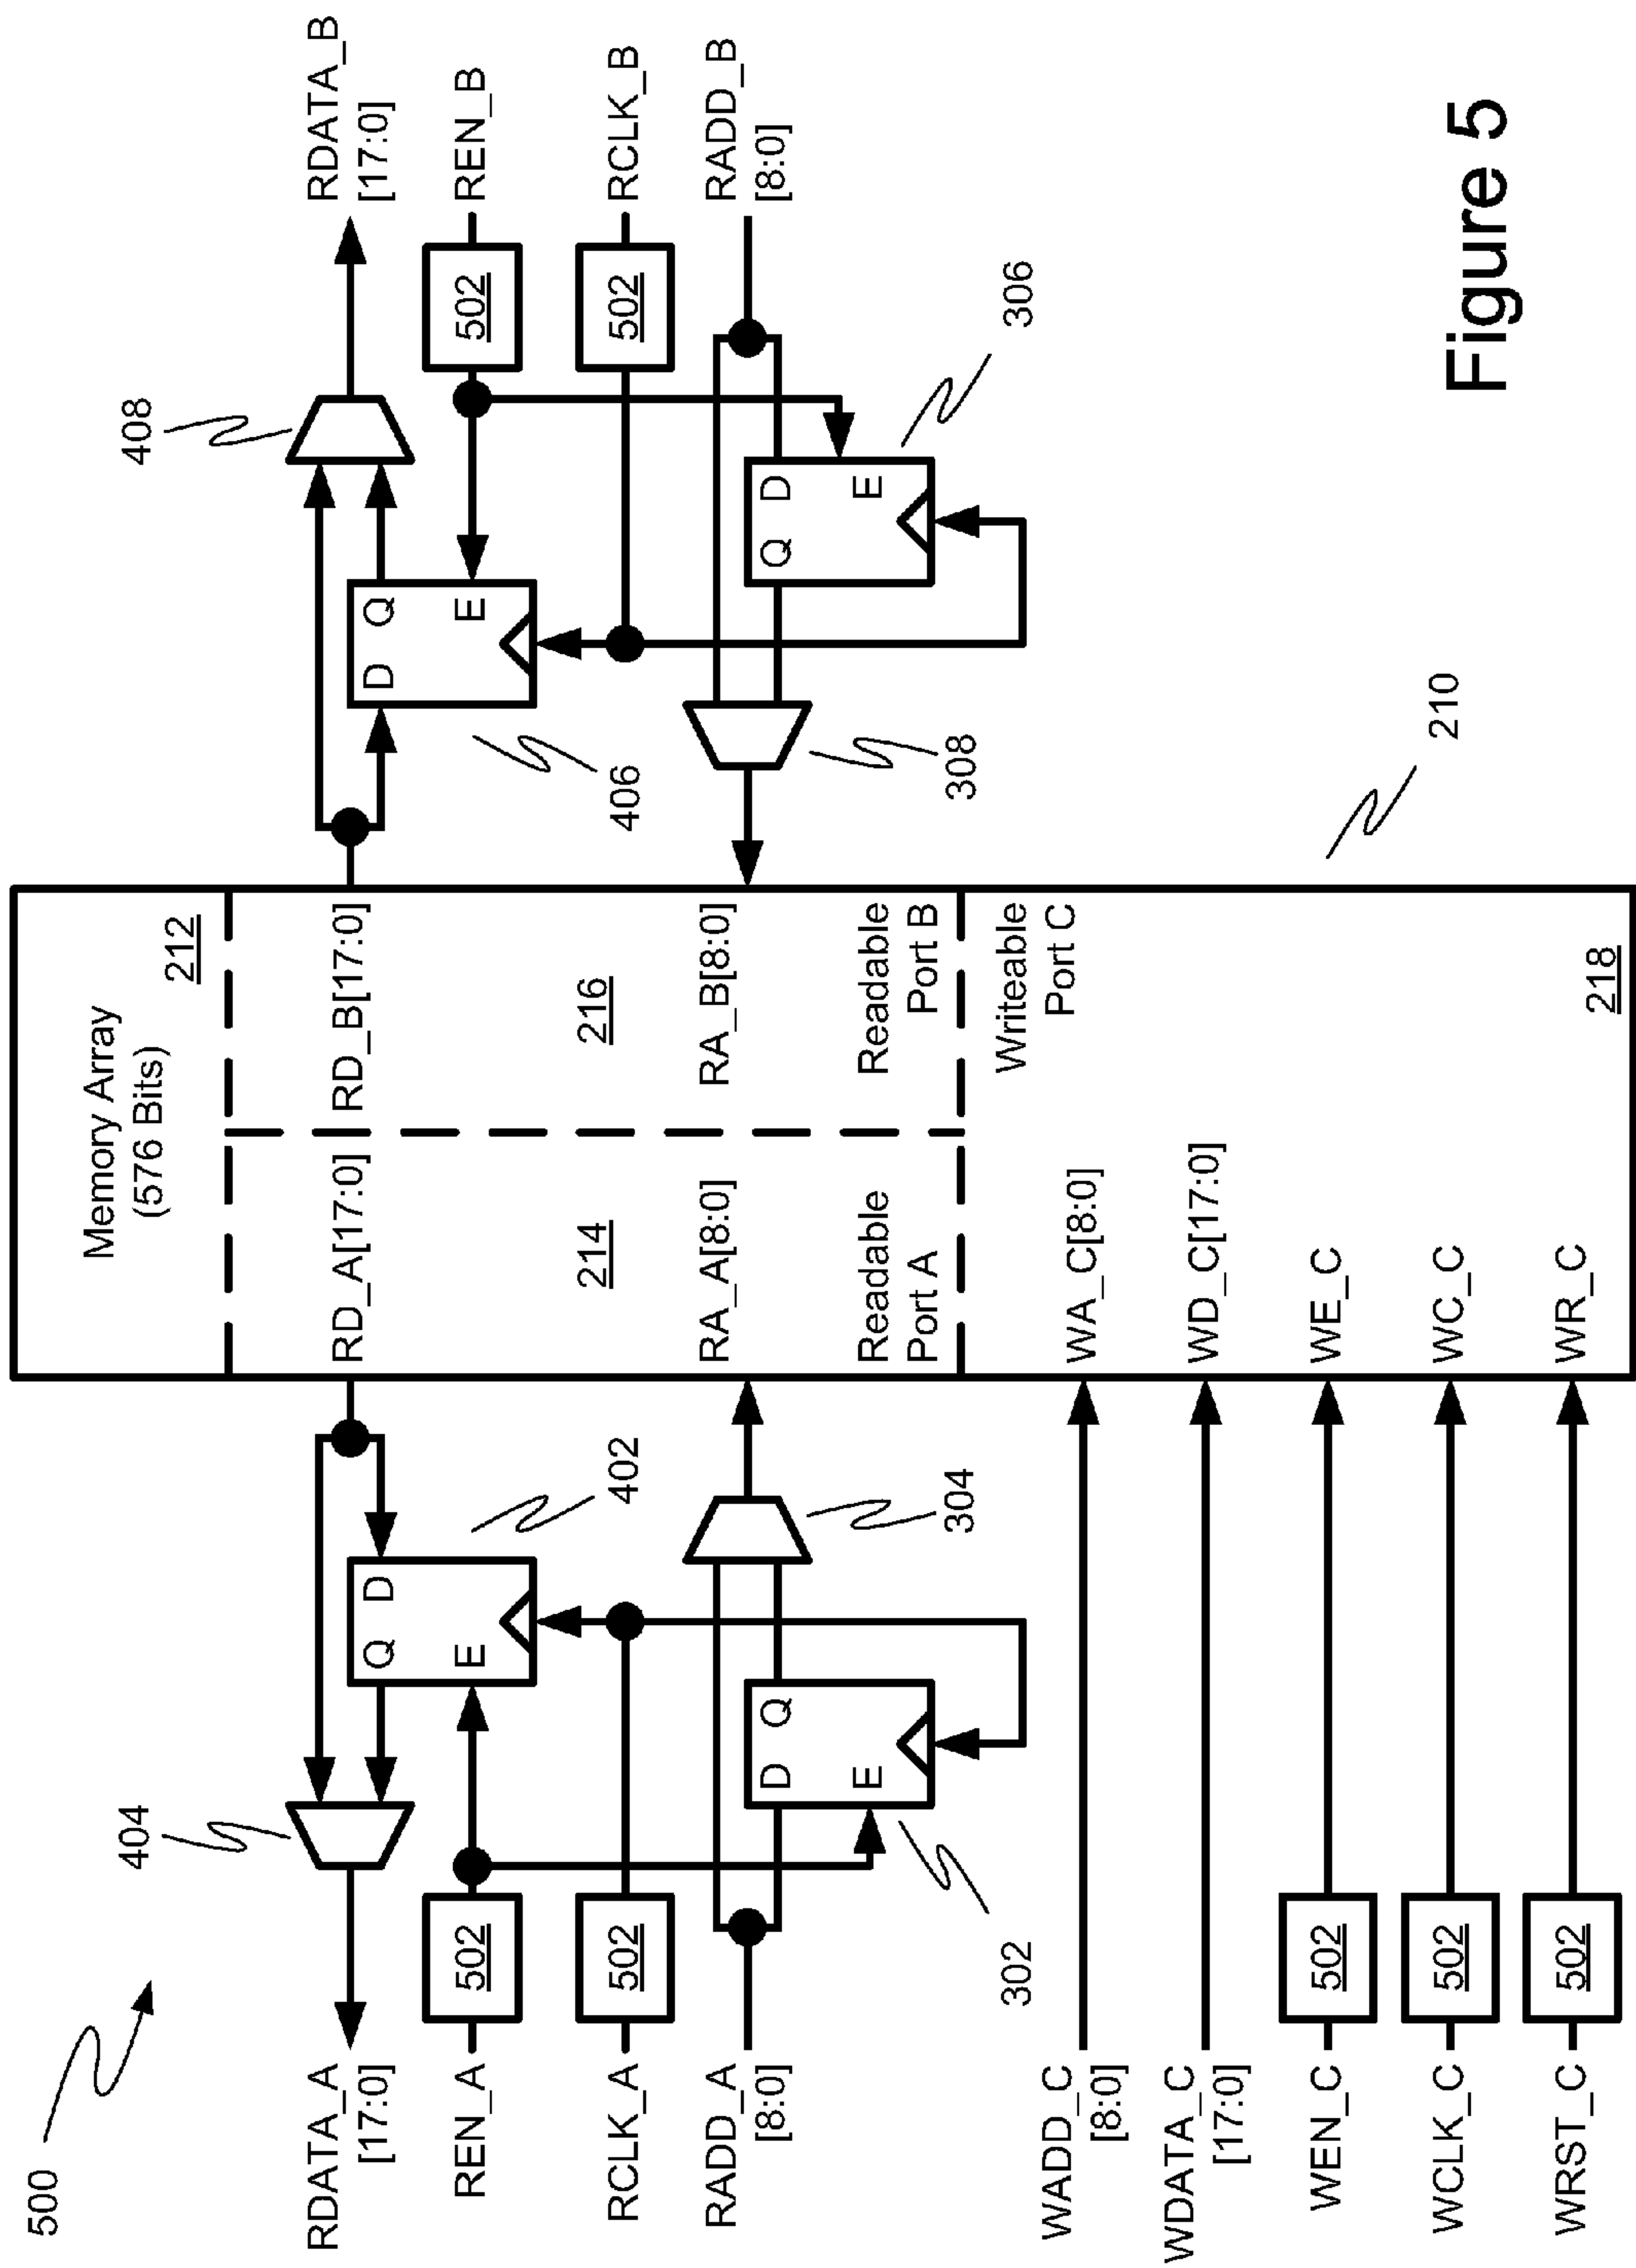 500
Memory Array
(576 Bits)
212
404
408
RDATA_A
[17:0]
RD_A[17:0]
RD_B[17:0]
RDATA_B
[17:0]
Q D
D Q
REN_A
502
E
E
502
REN_B
402
406
RCLK_A
502
214
216
502
RCLK_B
RADD_A
[8:0]
RA_A[8:0]
RA_B[8:0]
RADD_B
[8:0]
D Q
Q D
E
E
304
308
Readable
Port A
Readable
Port B
302
306
Writeable
Port C
WADD_C
[8:0]
WA_C[8:0]
WDATA_C
[17:0]
WD_C[17:0]
WEN_C
502
WE_C
WCLK_C
502
WC_C
210
WRST_C
502
WR_C
218
Figure 5